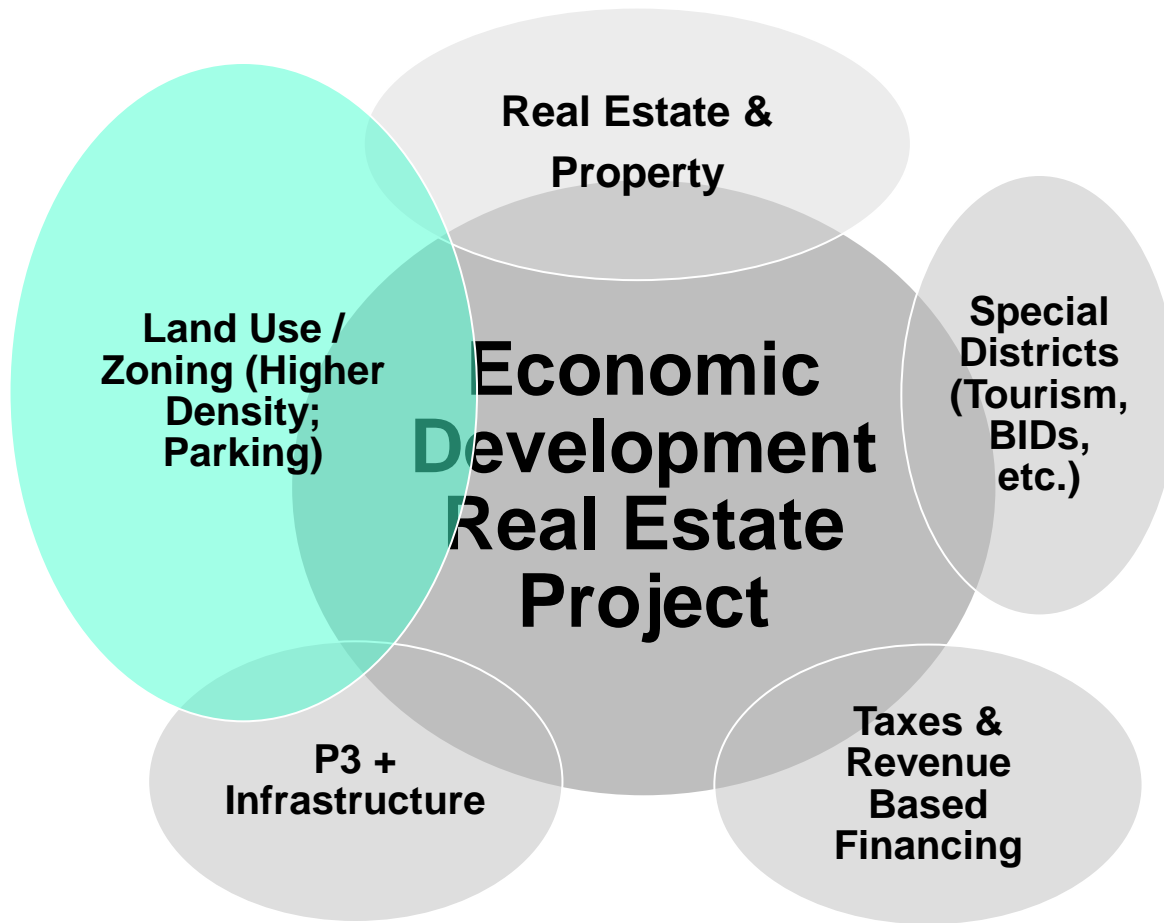 Real Estate &
Property
Land Use /
Zoning (Higher
Density;
Parking)
Economic
Development
Real Estate
Project
Special
Districts
(Tourism,
BIDs,
etc.)
P3 +
Infrastructure
Taxes &
Revenue
Based
Financing